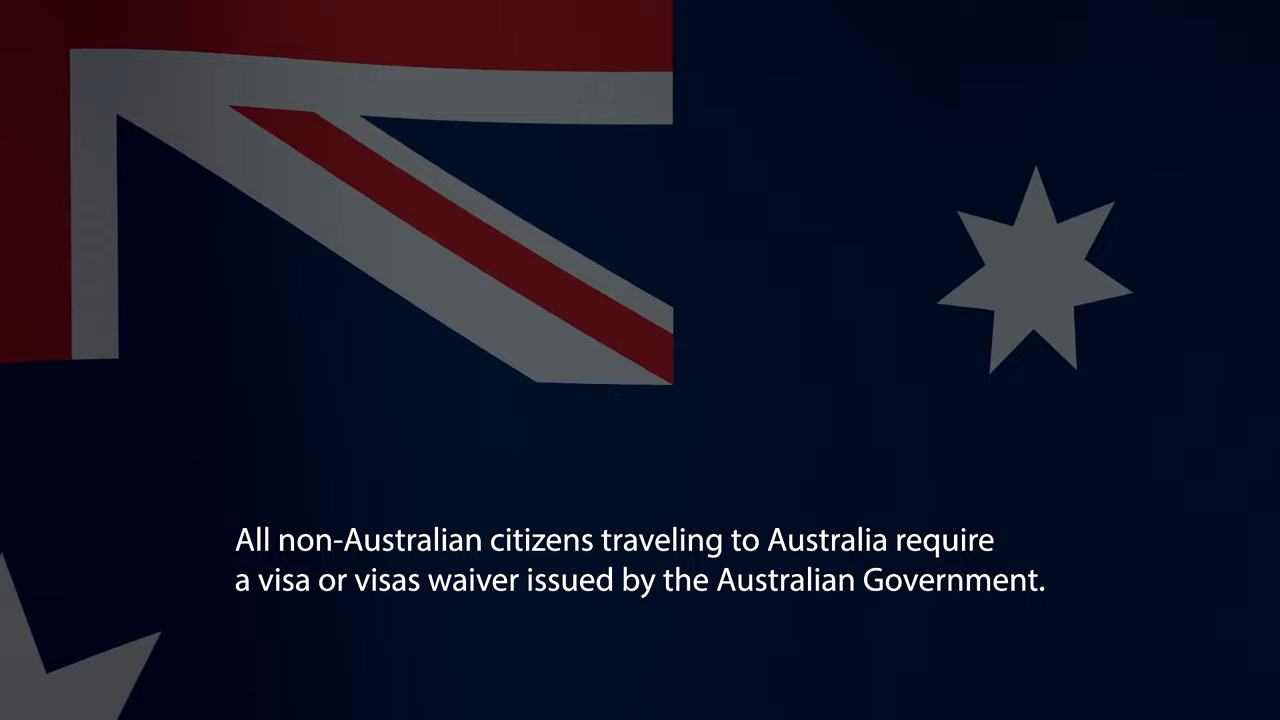 All non-Australian citizens traveling to Australia require
a visa or visas waiver issued by the Australian Government.